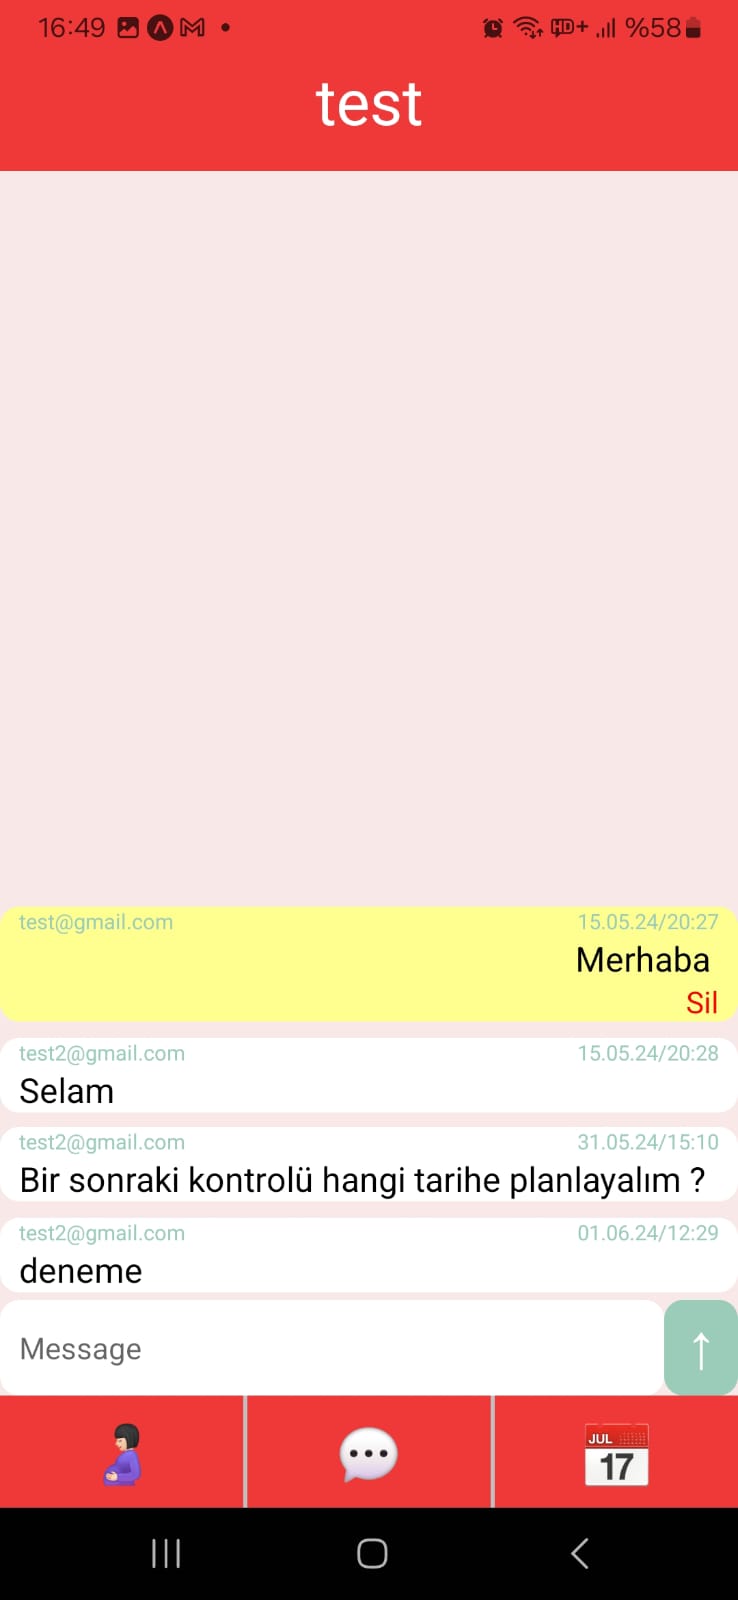 16:49 HD+ %58
test
test@gmail.com 15.05.24/20:27
Merhaba
Sil
test2@gmail.com 15.05.24/20:28
Selam
test2@gmail.com 31.05.24/15:10
Bir sonraki kontrolü hangi tarihe planlayalım ?
test2@gmail.com 01.06.24/12:29
deneme
Message ↑
JUL
17